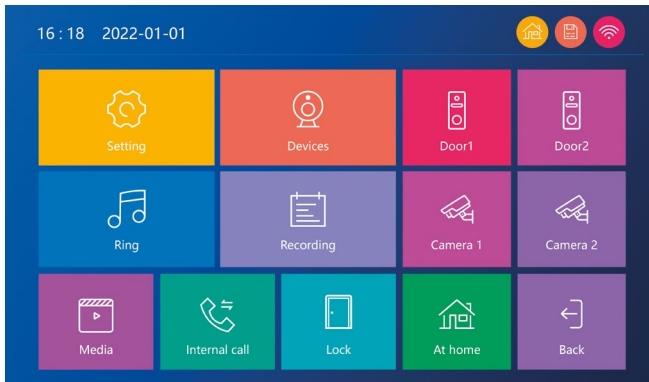 16 : 18 2022-01-01
Setting Devices Door1 Door2
Ring Recording Camera 1 Camera 2
Media Internal call Lock At home Back